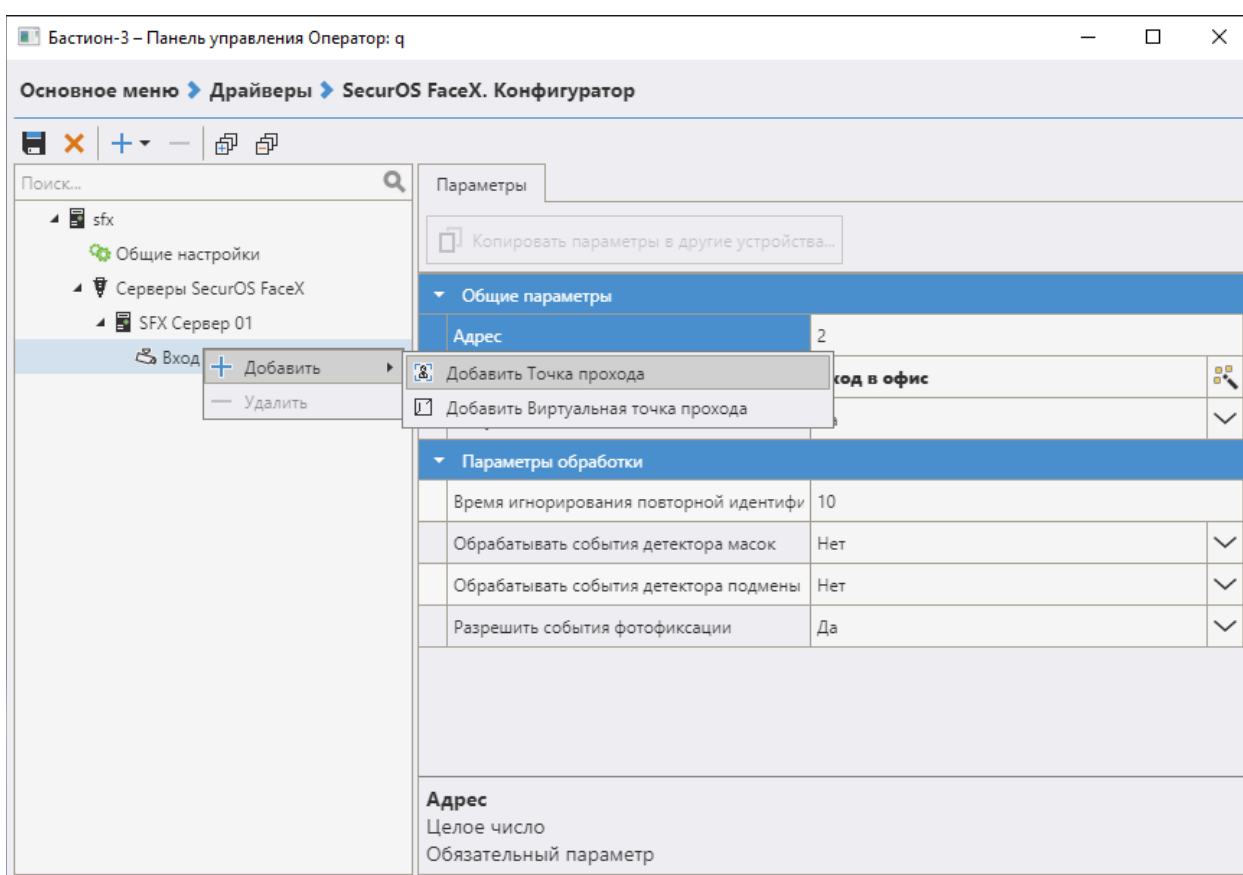 Бастион-3 – Панель управления Оператор: q
Основное меню Драйверы SecurOS FaceX. Конфигуратор
Поиск...
sfx
Общие настройки
Серверы SecurOS FaceX
SFX Сервер 01
Вход
Добавить
Удалить
Добавить Точка прохода
Добавить Виртуальная точка прохода
Параметры
Копировать параметры в другие устройства...
Общие параметры
Адрес 2
ход в офис
Параметры обработки
Время игнорирования повторной идентифи 10
Обрабатывать события детектора масок Нет
Обрабатывать события детектора подмены Нет
Разрешить события фотофиксации Да
Адрес
Целое число
Обязательный параметр